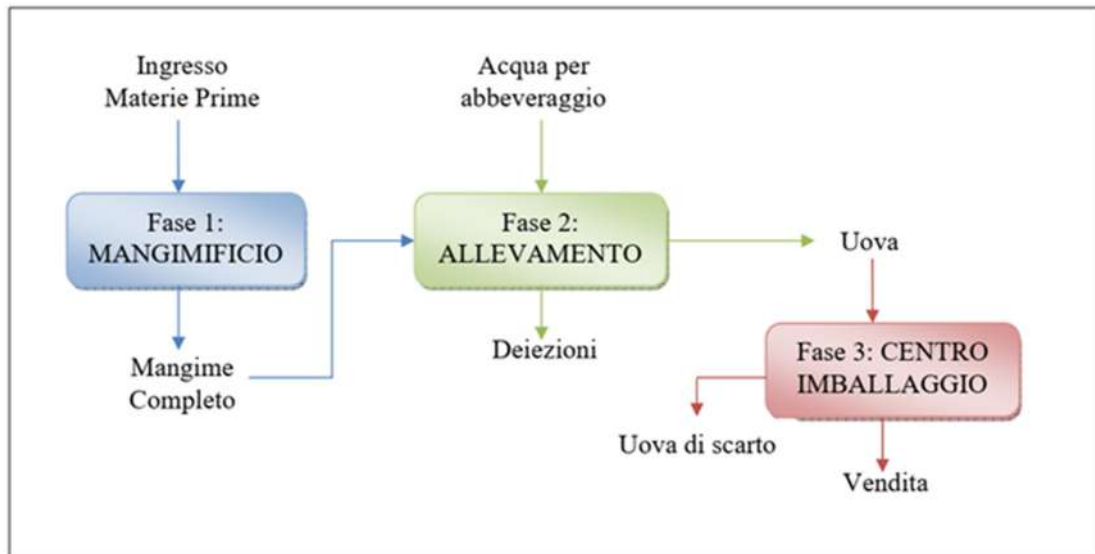 Ingresso
Materie Prime
Acqua per
abbeveraggio
Fase 1:
MANGIMIFICIO
Fase 2:
ALLEVAMENTO
Uova
Mangime
Completo
Deiezioni
Fase 3: CENTRO
IMBALLAGGIO
Uova di scarto
Vendita